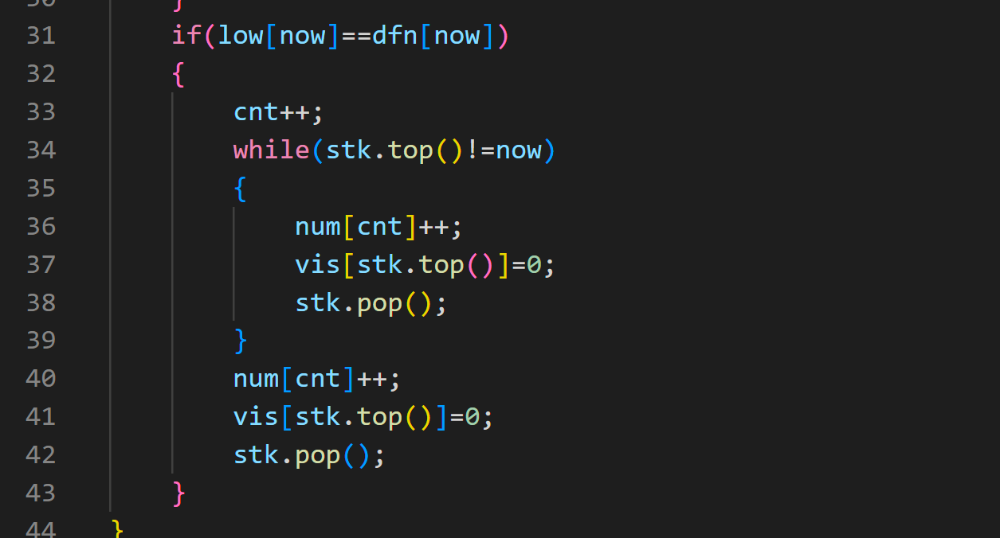 30 }
31 if(low[now]==dfn[now])
32 {
33 cnt++;
34 while(stk.top()!=now)
35 {
36 num[cnt]++;
37 vis[stk.top()]=0;
38 stk.pop();
39 }
40 num[cnt]++;
41 vis[stk.top()]=0;
42 stk.pop();
43 }
44 }